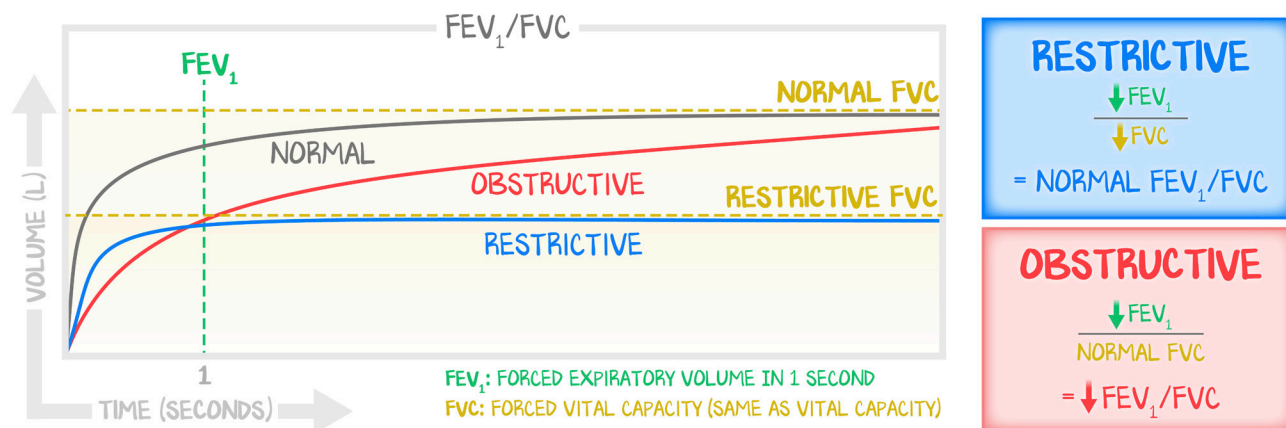 FEV₁/FVC
FEV₁
NORMAL FVC
NORMAL
OBSTRUCTIVE
RESTRICTIVE FVC
RESTRICTIVE
VOLUME (L)
1
TIME (SECONDS)
FEV₁: FORCED EXPIRATORY VOLUME IN 1 SECOND
FVC: FORCED VITAL CAPACITY (SAME AS VITAL CAPACITY)
RESTRICTIVE
↓FEV₁
↓FVC
= NORMAL FEV₁/FVC
OBSTRUCTIVE
↓FEV₁
NORMAL FVC
= ↓FEV₁/FVC